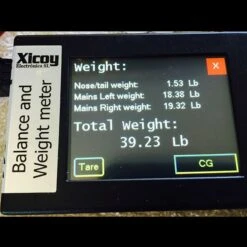 Xicoy
Electronics SL
Balance and
Weight meter
Weight:
X
Nose/tail weight: 1.53 Lb
Mains Left weight: 18.38 Lb
Mains Right weight: 19.32 Lb
Total Weight:
39.23 Lb
Tare
CG